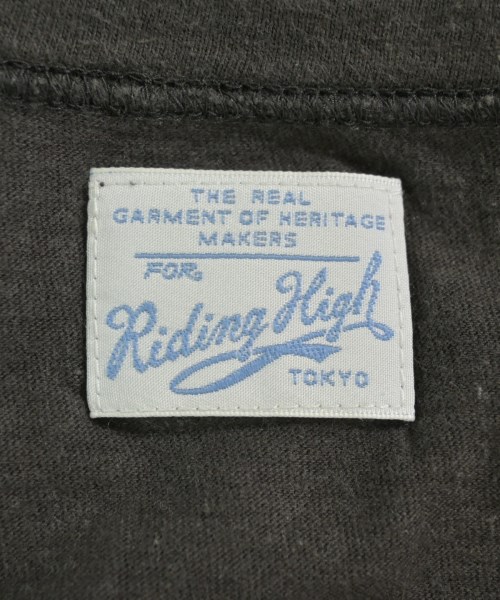 THE REAL
GARMENT OF HERITAGE
MAKERS
FOR
Riding High
TOKYO